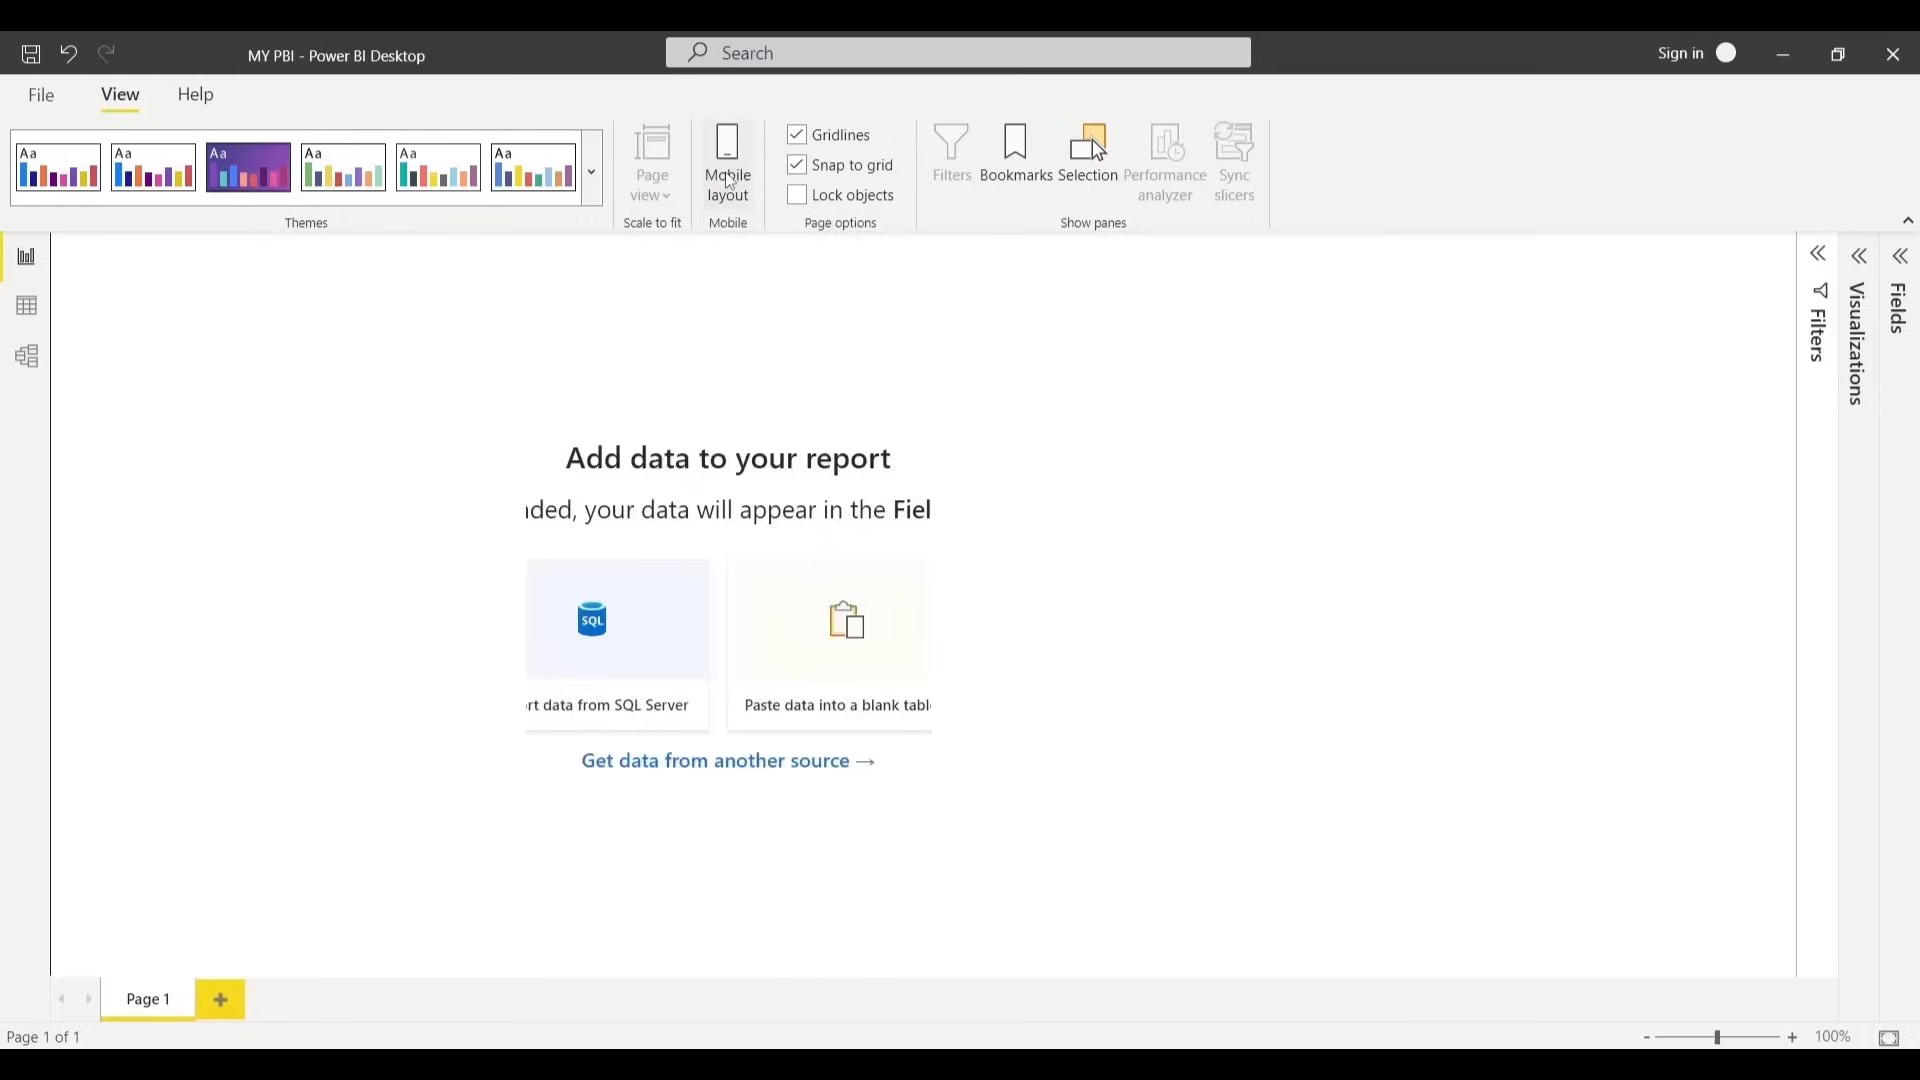 MY PBI - Power BI Desktop
Search
Sign in
File View Help
Aa Aa Aa Aa Aa Aa
Themes
Page view
Scale to fit
Mobile layout
Mobile
Gridlines
Snap to grid
Lock objects
Page options
Filters
Bookmarks
Selection
Performance analyzer
Sync slicers
Show panes
Filters
Visualizations
Fields
Add data to your report
ded, your data will appear in the Fiel
SQL
rt data from SQL Server
Paste data into a blank tabl
Get data from another source →
Page 1
Page 1 of 1
- + 100%